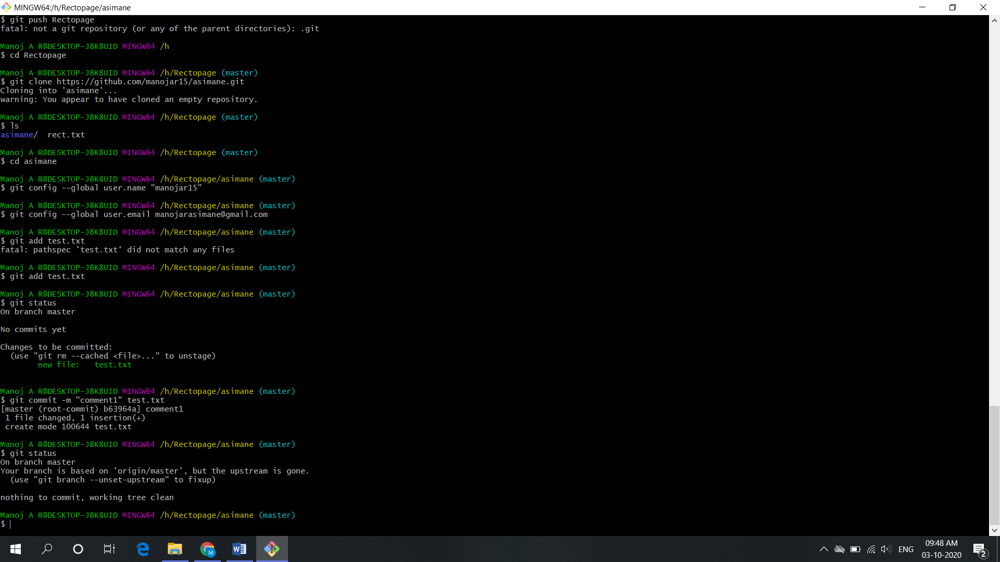 MINGW64:/h/Rectopage/asimane
$ git push Rectopage
fatal: not a git repository (or any of the parent directories): .git
Manoj A R@DESKTOP-J8K8UID MINGW64 /h
$ cd Rectopage
Manoj A R@DESKTOP-J8K8UID MINGW64 /h/Rectopage (master)
$ git clone https://github.com/manojar15/asimane.git
Cloning into 'asimane'...
warning: You appear to have cloned an empty repository.
Manoj A R@DESKTOP-J8K8UID MINGW64 /h/Rectopage (master)
$ ls
asimane/  rect.txt
Manoj A R@DESKTOP-J8K8UID MINGW64 /h/Rectopage (master)
$ cd asimane
Manoj A R@DESKTOP-J8K8UID MINGW64 /h/Rectopage/asimane (master)
$ git config --global user.name "manojar15"
Manoj A R@DESKTOP-J8K8UID MINGW64 /h/Rectopage/asimane (master)
$ git config --global user.email manojarasimane@gmail.com
Manoj A R@DESKTOP-J8K8UID MINGW64 /h/Rectopage/asimane (master)
$ git add test.txt
fatal: pathspec 'test.txt' did not match any files
Manoj A R@DESKTOP-J8K8UID MINGW64 /h/Rectopage/asimane (master)
$ git add test.txt
Manoj A R@DESKTOP-J8K8UID MINGW64 /h/Rectopage/asimane (master)
$ git status
On branch master
No commits yet
Changes to be committed:
(use "git rm --cached <file>..." to unstage)
new file:   test.txt
Manoj A R@DESKTOP-J8K8UID MINGW64 /h/Rectopage/asimane (master)
$ git commit -m "comment1" test.txt
[master (root-commit) b63964a] comment1
1 file changed, 1 insertion(+)
create mode 100644 test.txt
Manoj A R@DESKTOP-J8K8UID MINGW64 /h/Rectopage/asimane (master)
$ git status
On branch master
Your branch is based on 'origin/master', but the upstream is gone.
(use "git branch --unset-upstream" to fixup)
nothing to commit, working tree clean
Manoj A R@DESKTOP-J8K8UID MINGW64 /h/Rectopage/asimane (master)
$
ENG
09:48 AM
03-10-2020
2